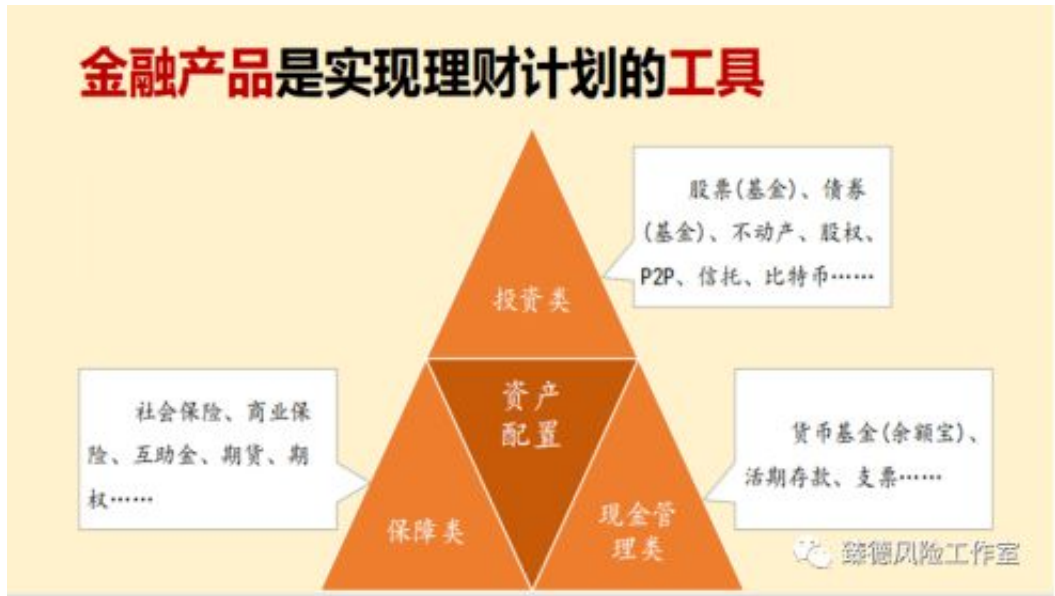 金融产品是实现理财计划的工具
股票(基金)、债券
(基金)、不动产、股权、
P2P、信托、比特币……
投资类
资产
配置
社会保险、商业保
险、互助金、期货、期
权……
保障类
货币基金(余额宝)、
活期存款、支票……
现金管
理类
臻德风险工作室